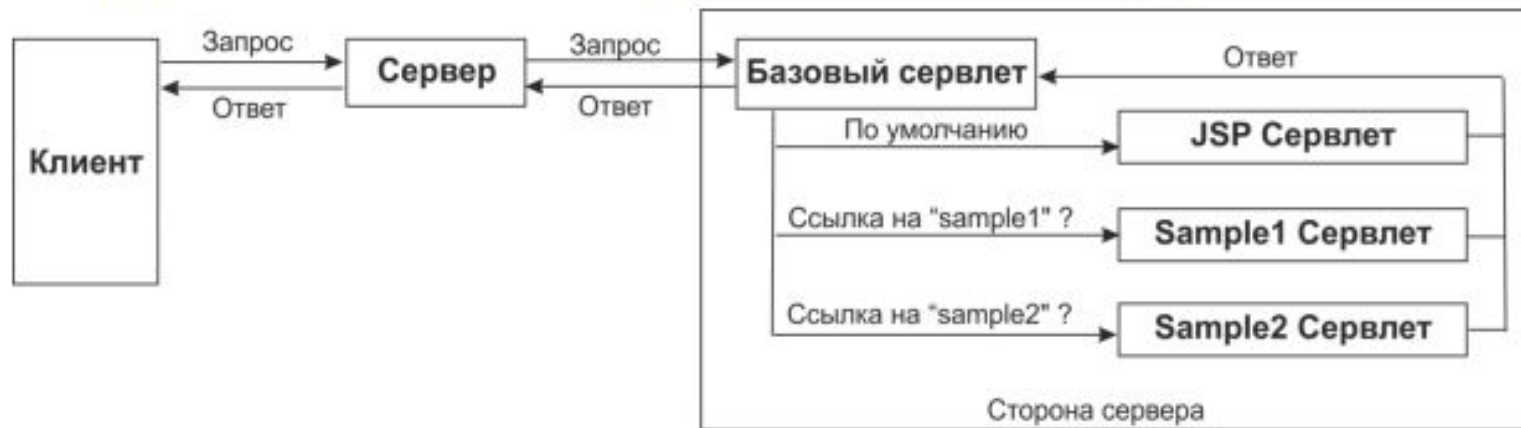 Запрос
Ответ
Клиент
Сервер
Запрос
Ответ
Базовый сервлет
Ответ
По умолчанию
JSP Сервлет
Ссылка на “sample1" ?
Sample1 Сервлет
Ссылка на “sample2" ?
Sample2 Сервлет
Сторона сервера